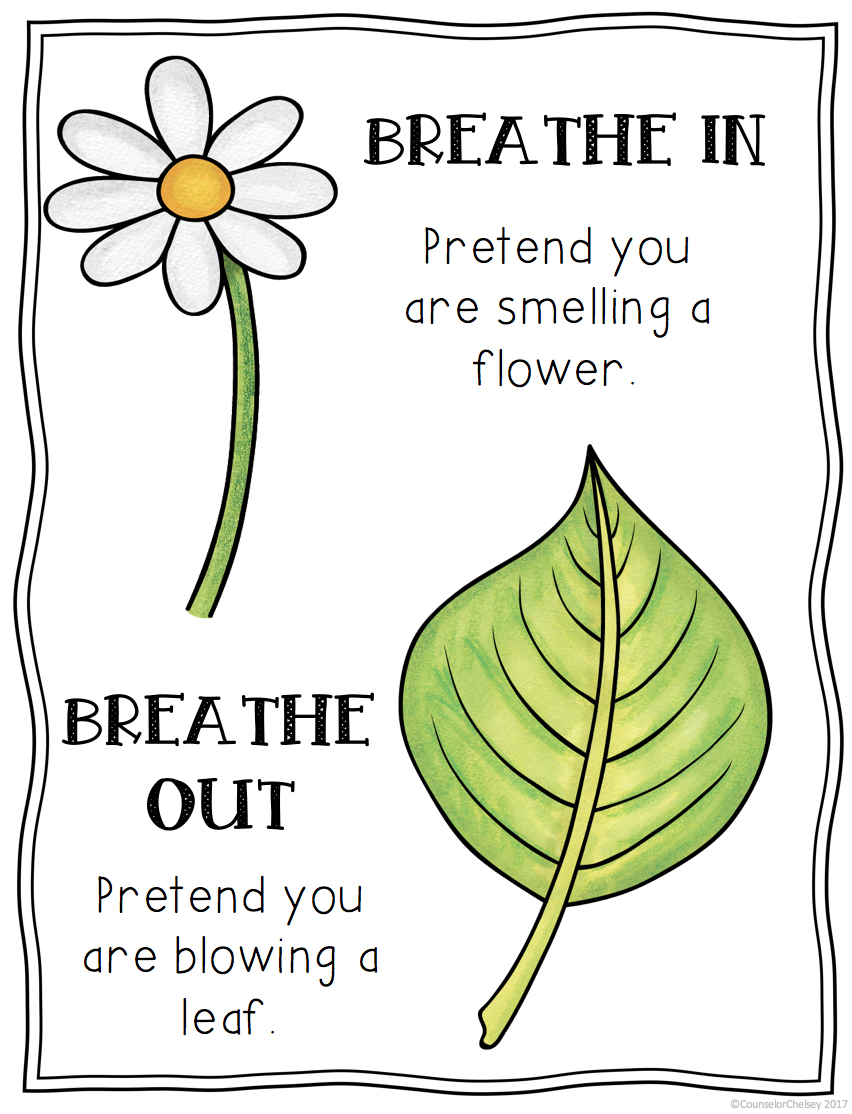 BREATHE IN
Pretend you
are smelling a
flower.
BREATHE
OUT
Pretend you
are blowing a
leaf.
©CounselorChelsey 2017